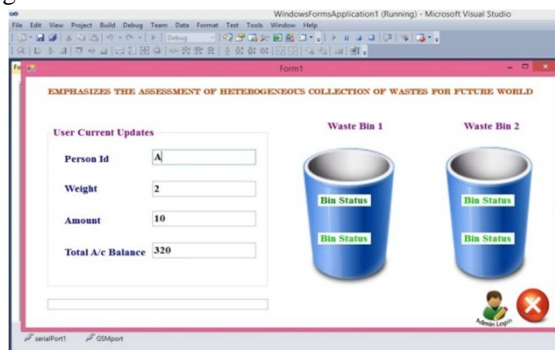 WindowsFormsApplication1 (Running) - Microsoft Visual Studio
File Edit View Project Build Debug Team Data Format Test Tools Window Help
Debug
Form1
EMPHASIZES THE ASSESSMENT OF HETEROGENEOUS COLLECTION OF WASTES FOR FUTURE WORLD
User Current Updates
Person Id A
Weight 2
Amount 10
Total A/c Balance 320
Waste Bin 1
Bin Status
Bin Status
Waste Bin 2
Bin Status
Bin Status
Admin Login
serialPort1 GSMport